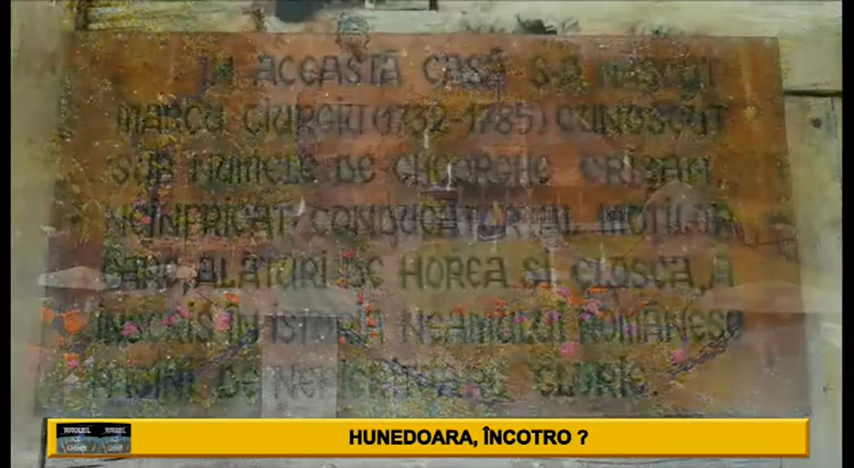 ÎN ACEASTĂ CASĂ S-A NĂSCUT
MARCU GIURGIU (1732-1785) CUNOSCUT
SUB NUMELE DE GHEORGHE CRIȘAN
NEÎNFRICAT CONDUCĂTOR AL MOȚILOR
CARE, ALĂTURI DE HOREA ȘI CLOȘCA, A
ÎNSCRIS ÎN ISTORIA NEAMULUI ROMÂNESC
PAGINI DE GLORIE
HUNEDOARA, ÎNCOTRO ?